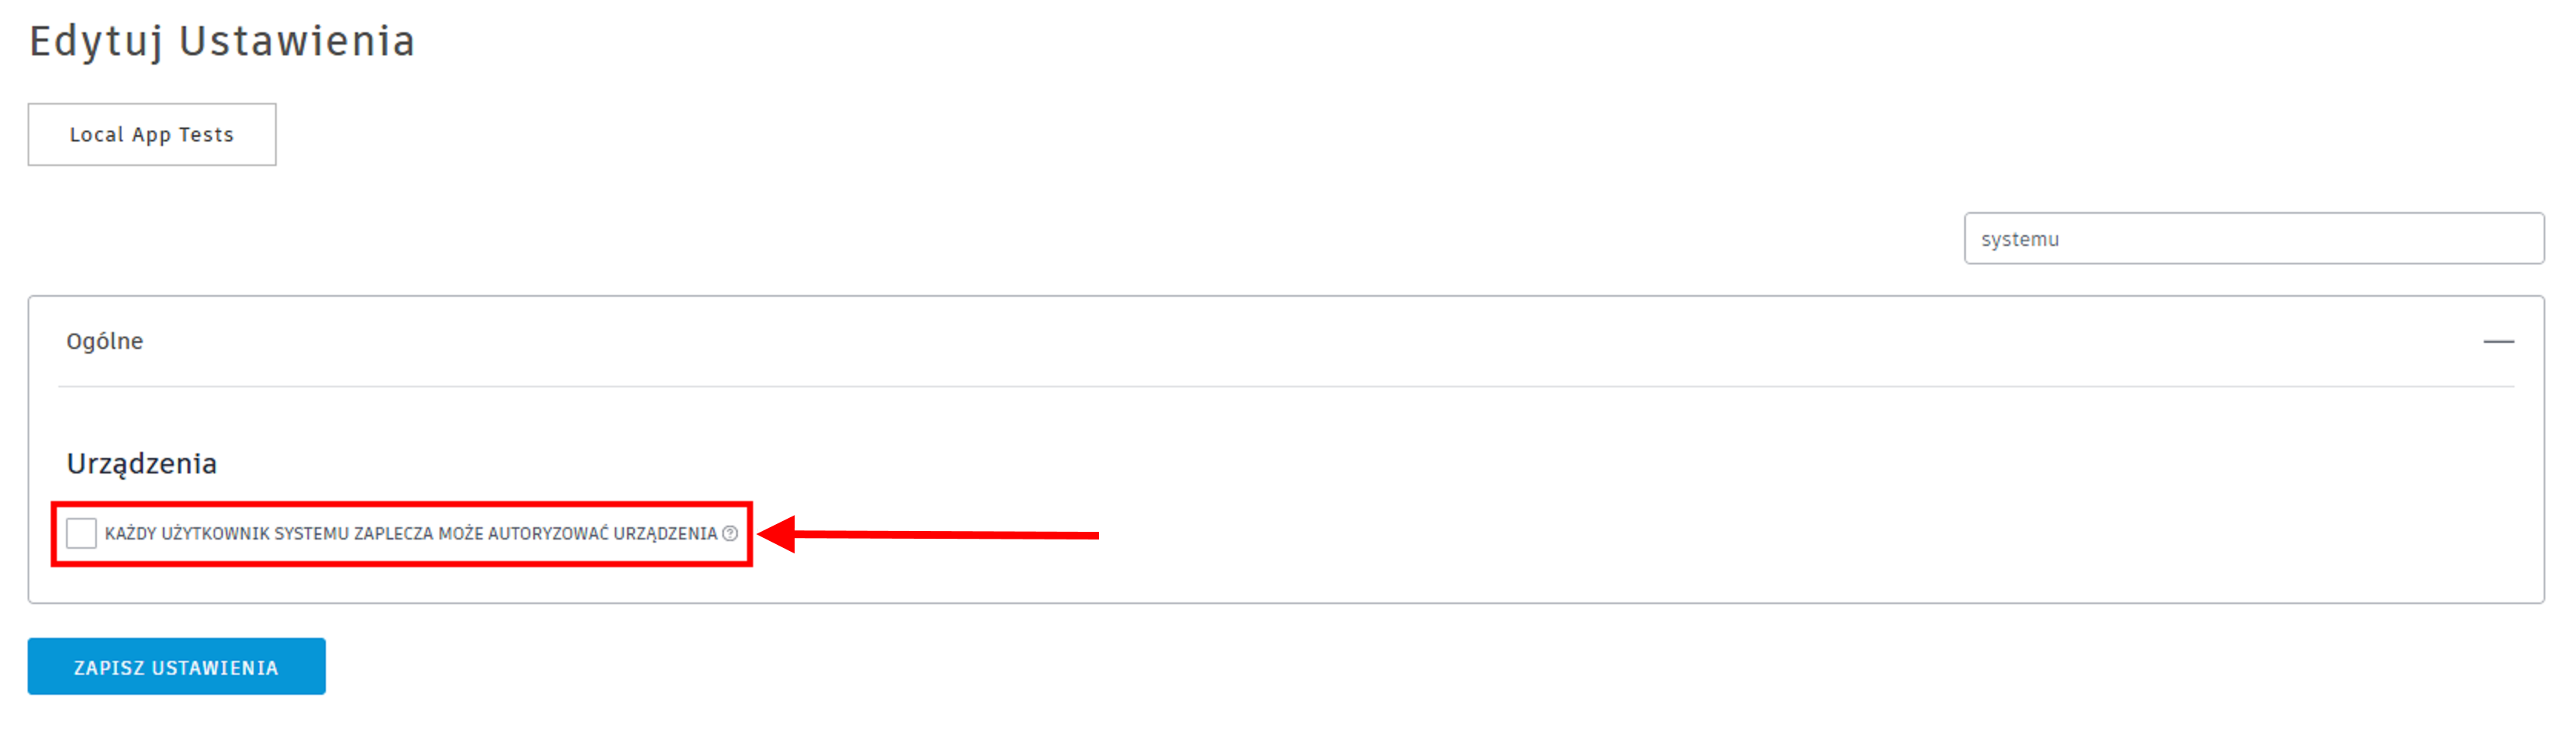 Edytuj Ustawienia
Local App Tests
systemu
Ogólne
Urządzenia
KAŻDY UŻYTKOWNIK SYSTEMU ZAPLECZA MOŻE AUTORYZOWAĆ URZĄDZENIA ?
ZAPISZ USTAWIENIA